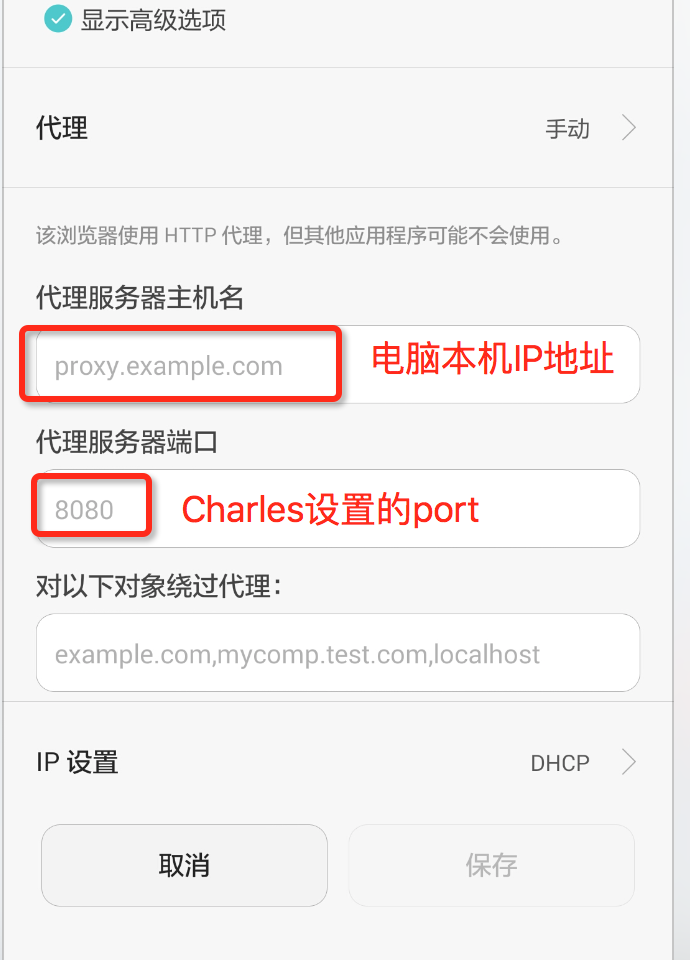 显示高级选项
代理 手动
该浏览器使用 HTTP 代理，但其他应用程序可能不会使用。
代理服务器主机名
proxy.example.com 电脑本机IP地址
代理服务器端口
8080 Charles设置的port
对以下对象绕过代理：
example.com,mycomp.test.com,localhost
IP 设置 DHCP
取消 保存